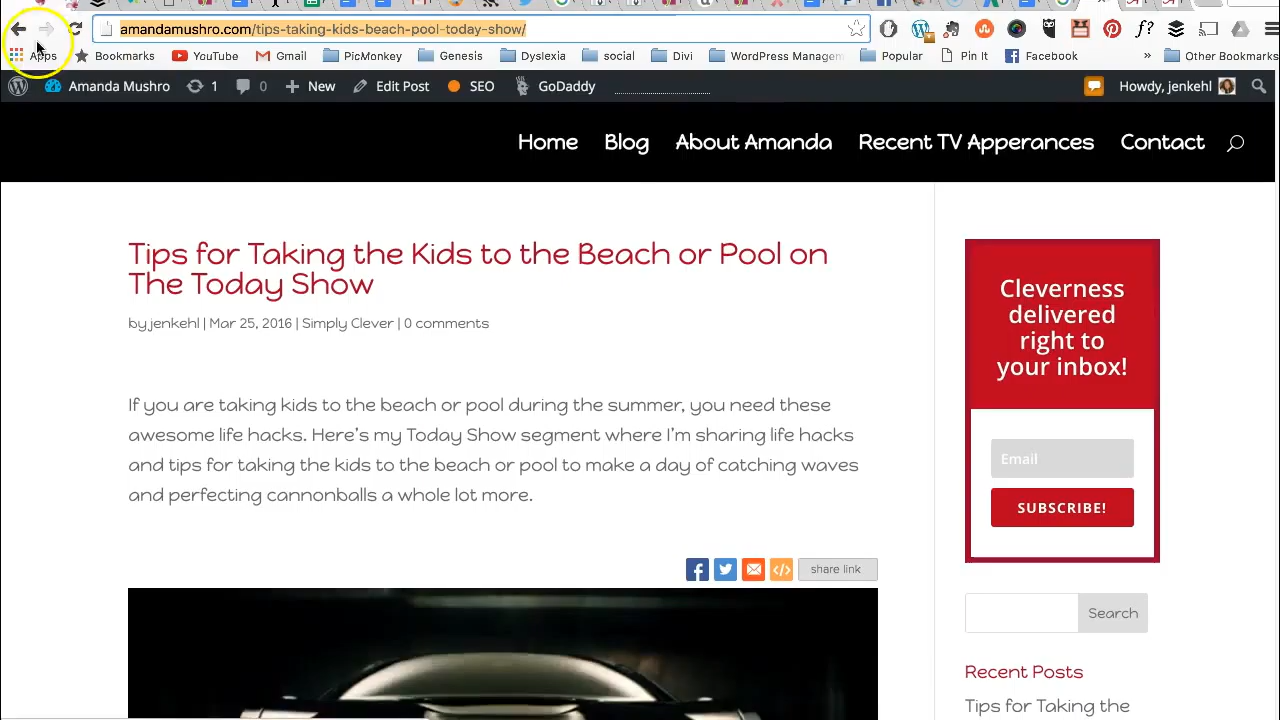 amandamushro.com/tips-taking-kids-beach-pool-today-show/
Apps Bookmarks YouTube Gmail PicMonkey Genesis Dyslexia social Divi WordPress Managem Popular Pin It Facebook » Other Bookmarks
Amanda Mushro 1 0 New Edit Post SEO GoDaddy Howdy, jenkehl
Home Blog About Amanda Recent TV Apperances Contact
Tips for Taking the Kids to the Beach or Pool on
The Today Show
by jenkehl | Mar 25, 2016 | Simply Clever | 0 comments
If you are taking kids to the beach or pool during the summer, you need these
awesome life hacks. Here's my Today Show segment where I'm sharing life hacks
and tips for taking the kids to the beach or pool to make a day of catching waves
and perfecting cannonballs a whole lot more.
share link
Cleverness
delivered
right to
your inbox!
Email
SUBSCRIBE!
Search
Recent Posts
Tips for Taking the